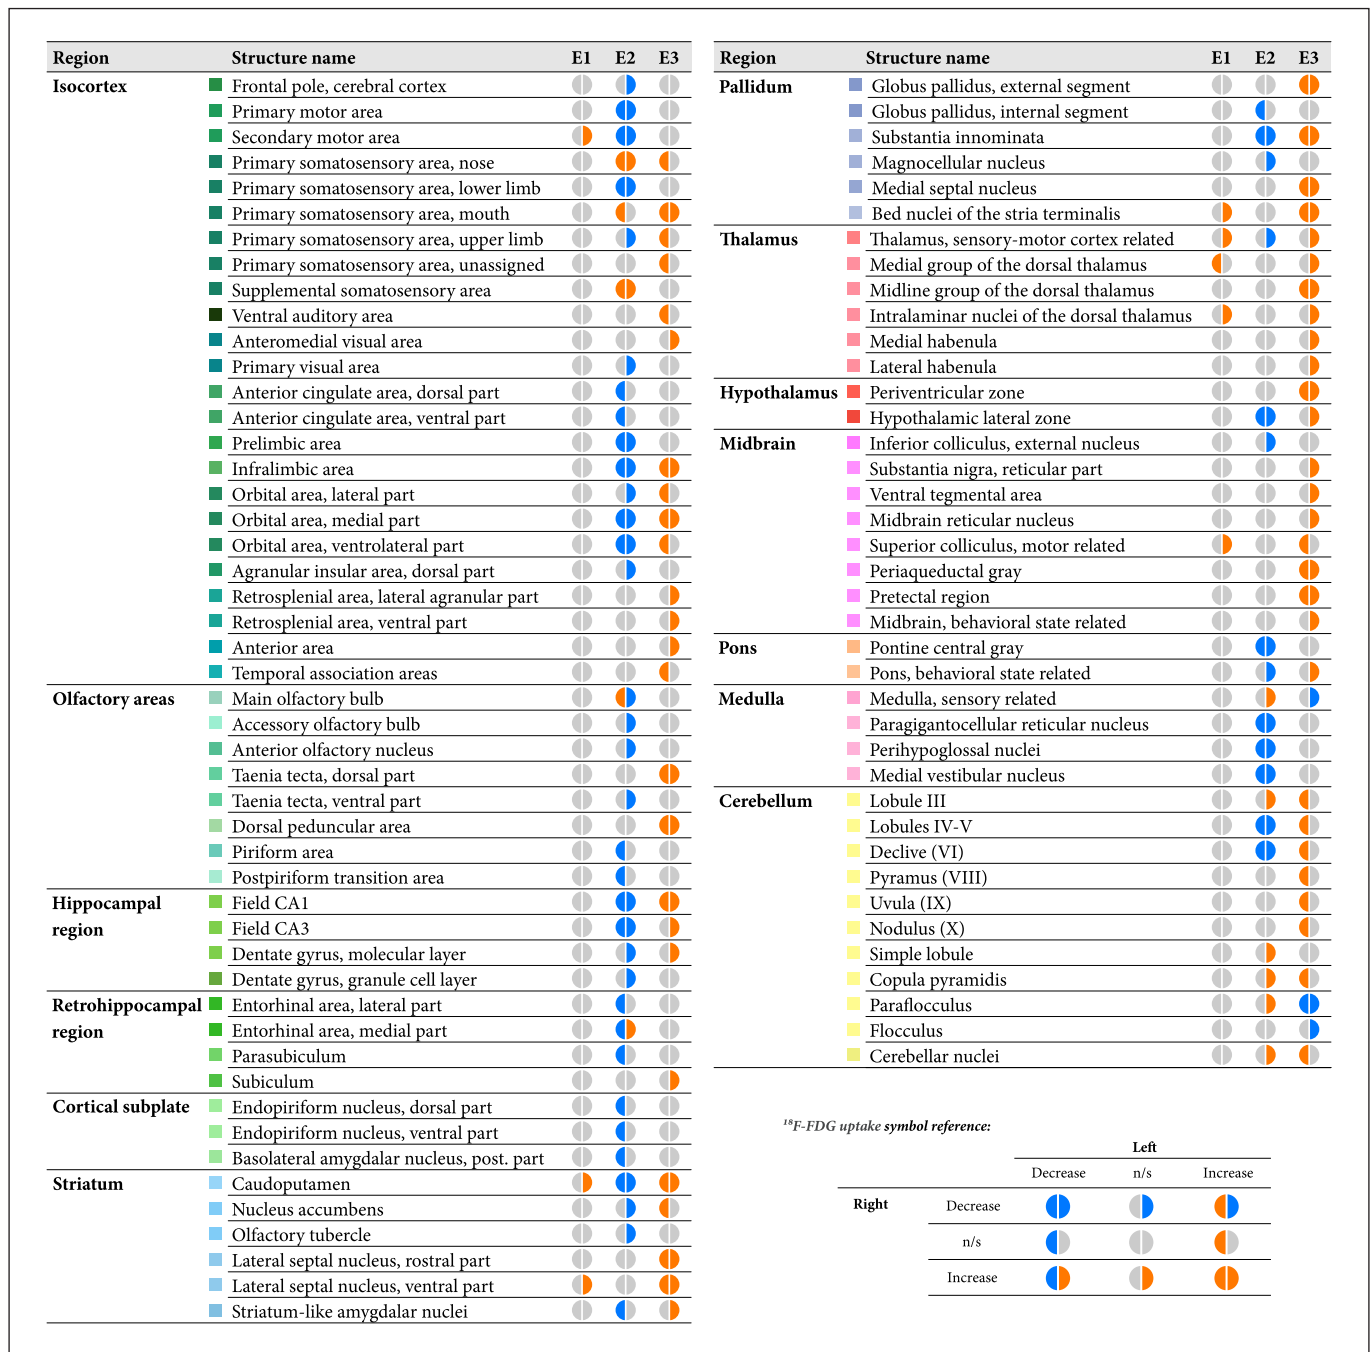 Region Structure name E1 E2 E3
Isocortex Frontal pole, cerebral cortex
Primary motor area
Secondary motor area
Primary somatosensory area, nose
Primary somatosensory area, lower limb
Primary somatosensory area, mouth
Primary somatosensory area, upper limb
Primary somatosensory area, unassigned
Supplemental somatosensory area
Ventral auditory area
Anteromedial visual area
Primary visual area
Anterior cingulate area, dorsal part
Anterior cingulate area, ventral part
Prelimbic area
Infralimbic area
Orbital area, lateral part
Orbital area, medial part
Orbital area, ventrolateral part
Agranular insular area, dorsal part
Retrosplenial area, lateral agranular part
Retrosplenial area, ventral part
Anterior area
Temporal association areas
Olfactory areas Main olfactory bulb
Accessory olfactory bulb
Anterior olfactory nucleus
Taenia tecta, dorsal part
Taenia tecta, ventral part
Dorsal peduncular area
Piriform area
Postpiriform transition area
Hippocampal Field CA1
region Field CA3
Dentate gyrus, molecular layer
Dentate gyrus, granule cell layer
Retrohippocampal Entorhinal area, lateral part
region Entorhinal area, medial part
Parasubiculum
Subiculum
Cortical subplate Endopiriform nucleus, dorsal part
Endopiriform nucleus, ventral part
Basolateral amygdalar nucleus, post. part
Striatum Caudoputamen
Nucleus accumbens
Olfactory tubercle
Lateral septal nucleus, rostral part
Lateral septal nucleus, ventral part
Striatum-like amygdalar nuclei
Region Structure name E1 E2 E3
Pallidum Globus pallidus, external segment
Globus pallidus, internal segment
Substantia innominata
Magnocellular nucleus
Medial septal nucleus
Bed nuclei of the stria terminalis
Thalamus Thalamus, sensory-motor cortex related
Medial group of the dorsal thalamus
Midline group of the dorsal thalamus
Intralaminar nuclei of the dorsal thalamus
Medial habenula
Lateral habenula
Hypothalamus Periventricular zone
Hypothalamic lateral zone
Midbrain Inferior colliculus, external nucleus
Substantia nigra, reticular part
Ventral tegmental area
Midbrain reticular nucleus
Superior colliculus, motor related
Periaqueductal gray
Pretectal region
Midbrain, behavioral state related
Pons Pontine central gray
Pons, behavioral state related
Medulla Medulla, sensory related
Paragigantocellular reticular nucleus
Perihypoglossal nuclei
Medial vestibular nucleus
Cerebellum Lobule III
Lobules IV-V
Declive (VI)
Pyramus (VIII)
Uvula (IX)
Nodulus (X)
Simple lobule
Copula pyramidis
Paraflocculus
Flocculus
Cerebellar nuclei
¹⁸F-FDG uptake symbol reference:
Left
Decrease n/s Increase
Right Decrease
n/s
Increase